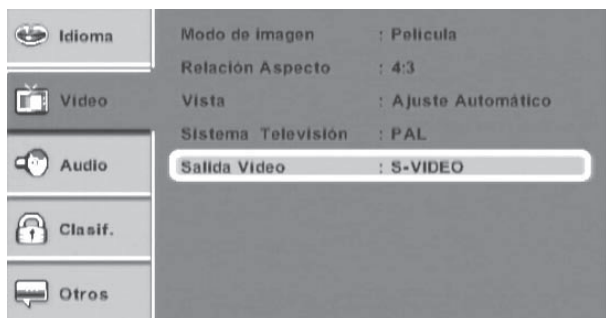 Idioma
Video
Audio
Clasif.
Otros
Modo de imagen : Pelicula
Relación Aspecto : 4:3
Vista : Ajuste Automático
Sistema Televisión : PAL
Salida Video : S-VIDEO